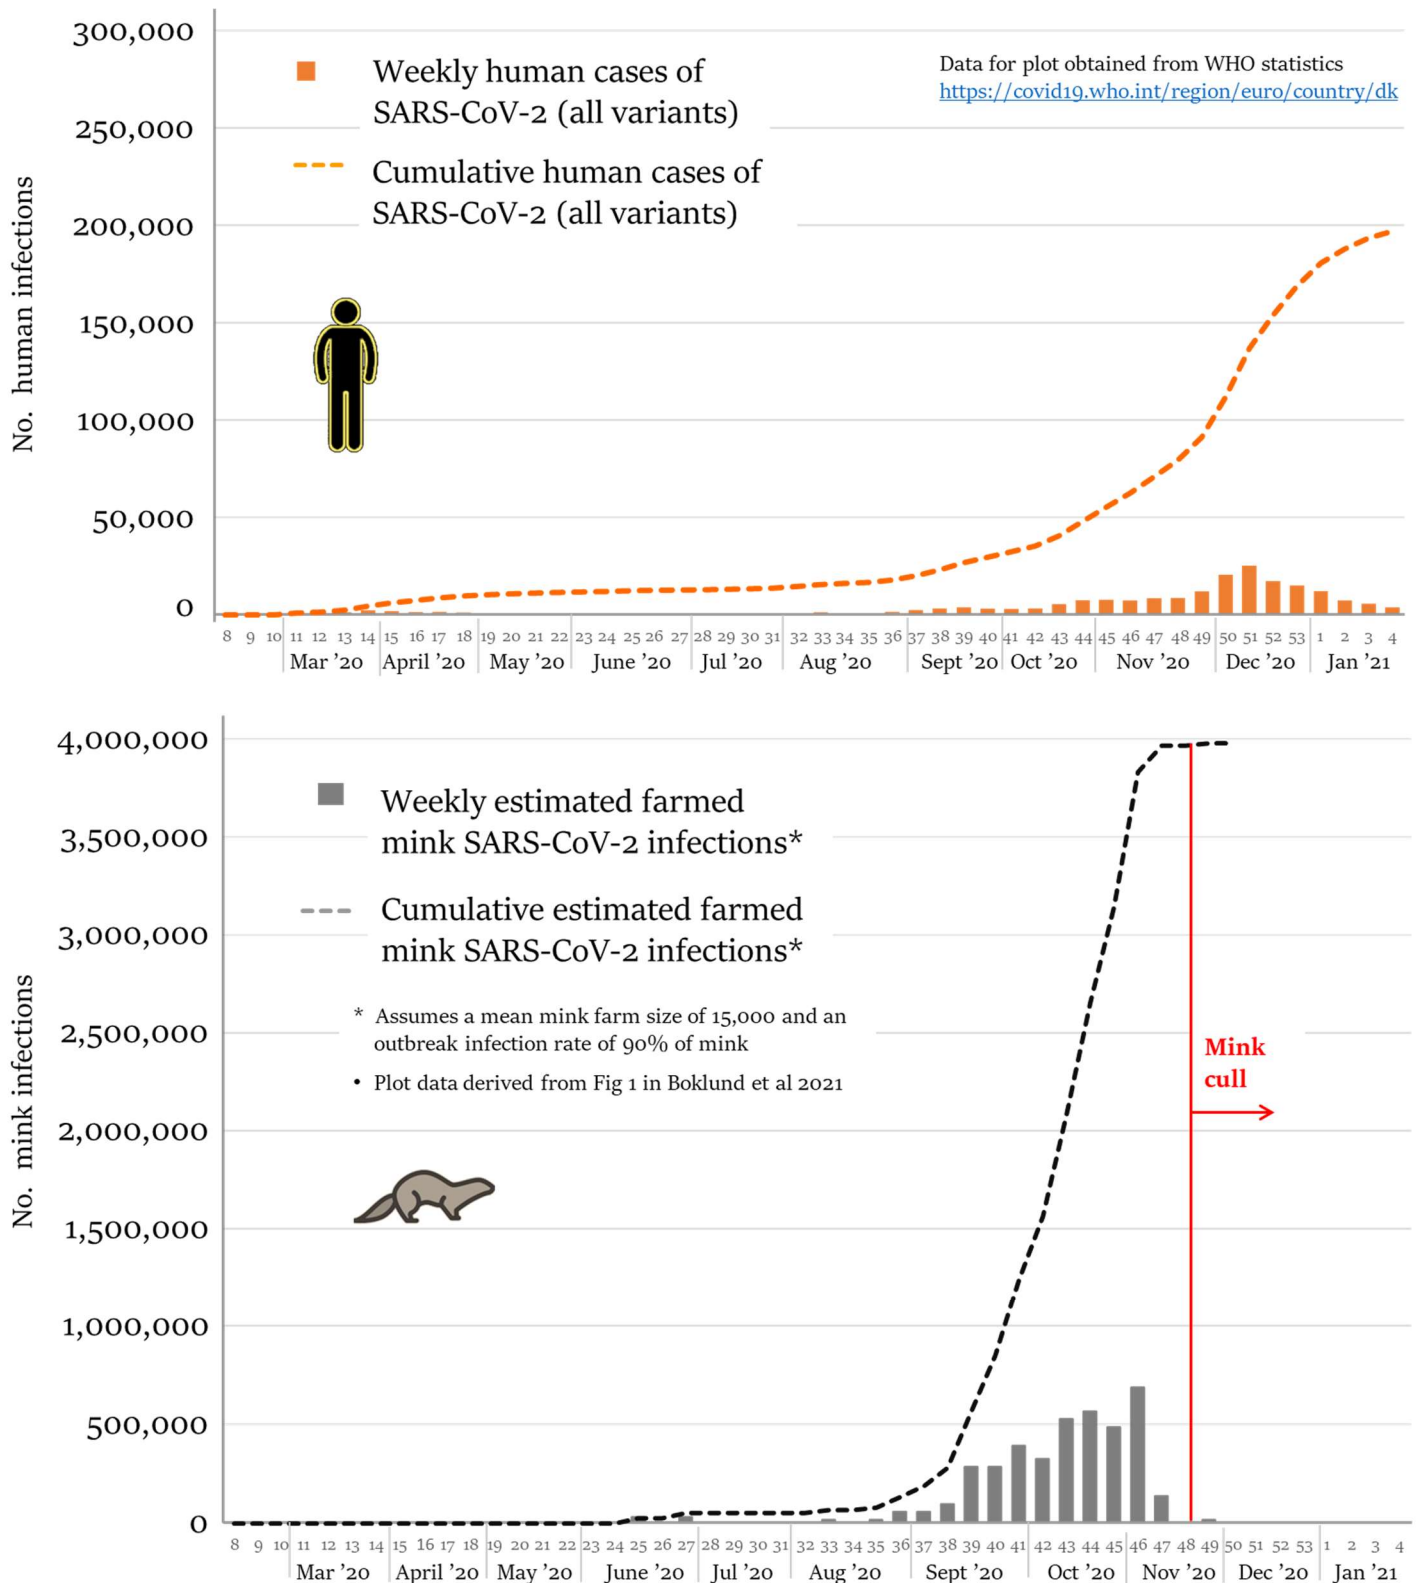 300,000
250,000
200,000
150,000
100,000
50,000
0
No. human infections
Weekly human cases of
SARS-CoV-2 (all variants)
Cumulative human cases of
SARS-CoV-2 (all variants)
Data for plot obtained from WHO statistics
https://covid19.who.int/region/euro/country/dk
8 9 10 11 12 13 14 15 16 17 18 19 20 21 22 23 24 25 26 27 28 29 30 31 32 33 34 35 36 37 38 39 40 41 42 43 44 45 46 47 48 49 50 51 52 53 1 2 3 4
Mar ’20 April ’20 May ’20 June ’20 Jul ’20 Aug ’20 Sept ’20 Oct ’20 Nov ’20 Dec ’20 Jan ’21
4,000,000
3,500,000
3,000,000
2,500,000
2,000,000
1,500,000
1,000,000
500,000
0
No. mink infections
Weekly estimated farmed
mink SARS-CoV-2 infections*
Cumulative estimated farmed
mink SARS-CoV-2 infections*
* Assumes a mean mink farm size of 15,000 and an
outbreak infection rate of 90% of mink
• Plot data derived from Fig 1 in Boklund et al 2021
Mink
cull
8 9 10 11 12 13 14 15 16 17 18 19 20 21 22 23 24 25 26 27 28 29 30 31 32 33 34 35 36 37 38 39 40 41 42 43 44 45 46 47 48 49 50 51 52 53 1 2 3 4
Mar ’20 April ’20 May ’20 June ’20 Jul ’20 Aug ’20 Sept ’20 Oct ’20 Nov ’20 Dec ’20 Jan ’21